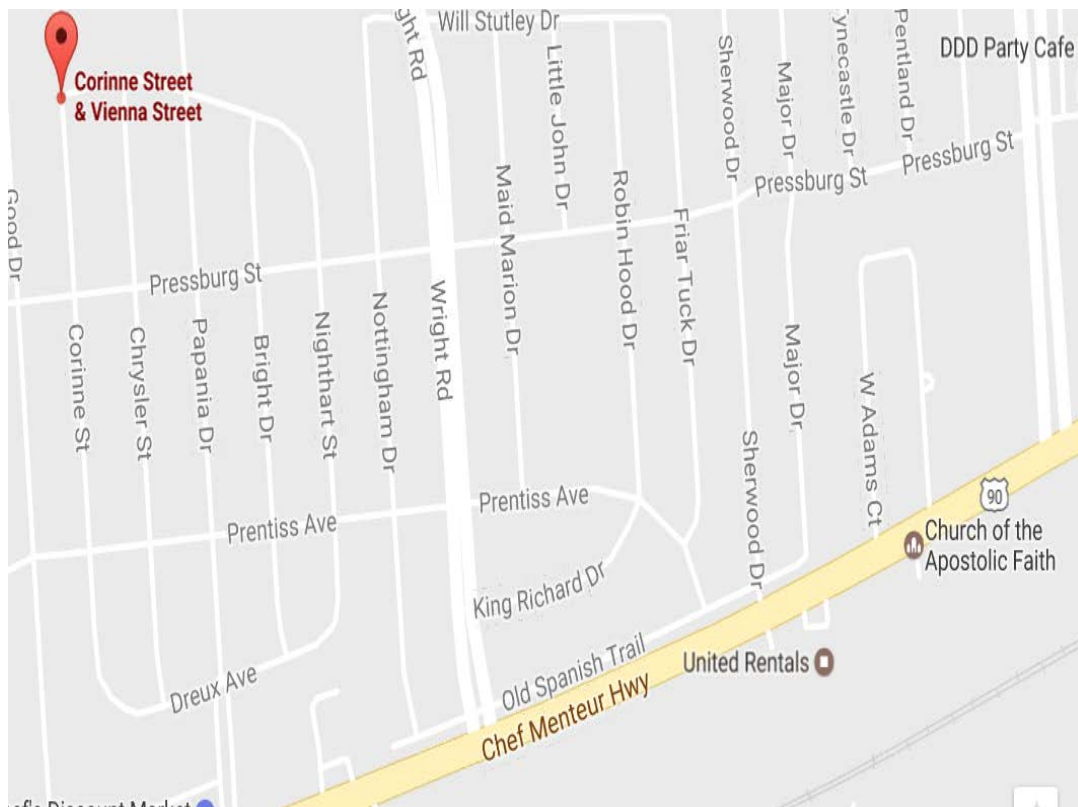 Will Stutley Dr
Corinne Street
& Vienna Street
Little John Dr
Sherwood Dr
Major Dr
Pentland Dr
DDD Party Cafe
Pressburg St
Pressburg St
Maid Marion Dr
Robin Hood Dr
Friar Tuck Dr
Pressburg St
Wright Rd
Nottingham Dr
Nighthart St
Bright Dr
Papania Dr
Chrysler St
Corinne St
Major Dr
W Adams Ct
Sherwood Dr
Prentiss Ave
Prentiss Ave
90
Church of the
Apostolic Faith
King Richard Dr
Old Spanish Trail
United Rentals
Dreux Ave
Chef Menteur Hwy